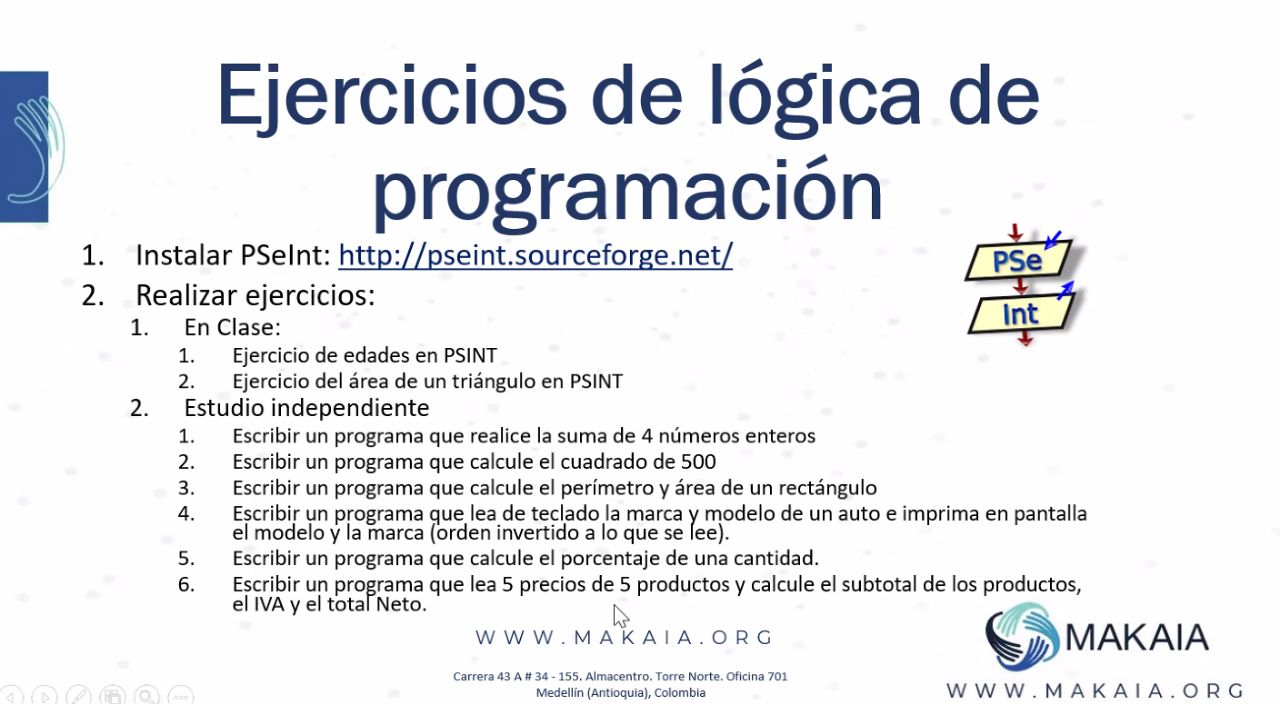 Ejercicios de lógica de
programación
1. Instalar PSeInt: http://pseint.sourceforge.net/
2. Realizar ejercicios:
1. En Clase:
1. Ejercicio de edades en PSINT
2. Ejercicio del área de un triángulo en PSINT
2. Estudio independiente
1. Escribir un programa que realice la suma de 4 números enteros
2. Escribir un programa que calcule el cuadrado de 500
3. Escribir un programa que calcule el perímetro y área de un rectángulo
4. Escribir un programa que lea de teclado la marca y modelo de un auto e imprima en pantalla
el modelo y la marca (orden invertido a lo que se lee).
5. Escribir un programa que calcule el porcentaje de una cantidad.
6. Escribir un programa que lea 5 precios de 5 productos y calcule el subtotal de los productos,
el IVA y el total Neto.
PSe
Int
WWW.MAKAIA.ORG
Carrera 43 A # 34 - 155. Almacentro. Torre Norte. Oficina 701
Medellín (Antioquia), Colombia
MAKAIA
WWW.MAKAIA.ORG